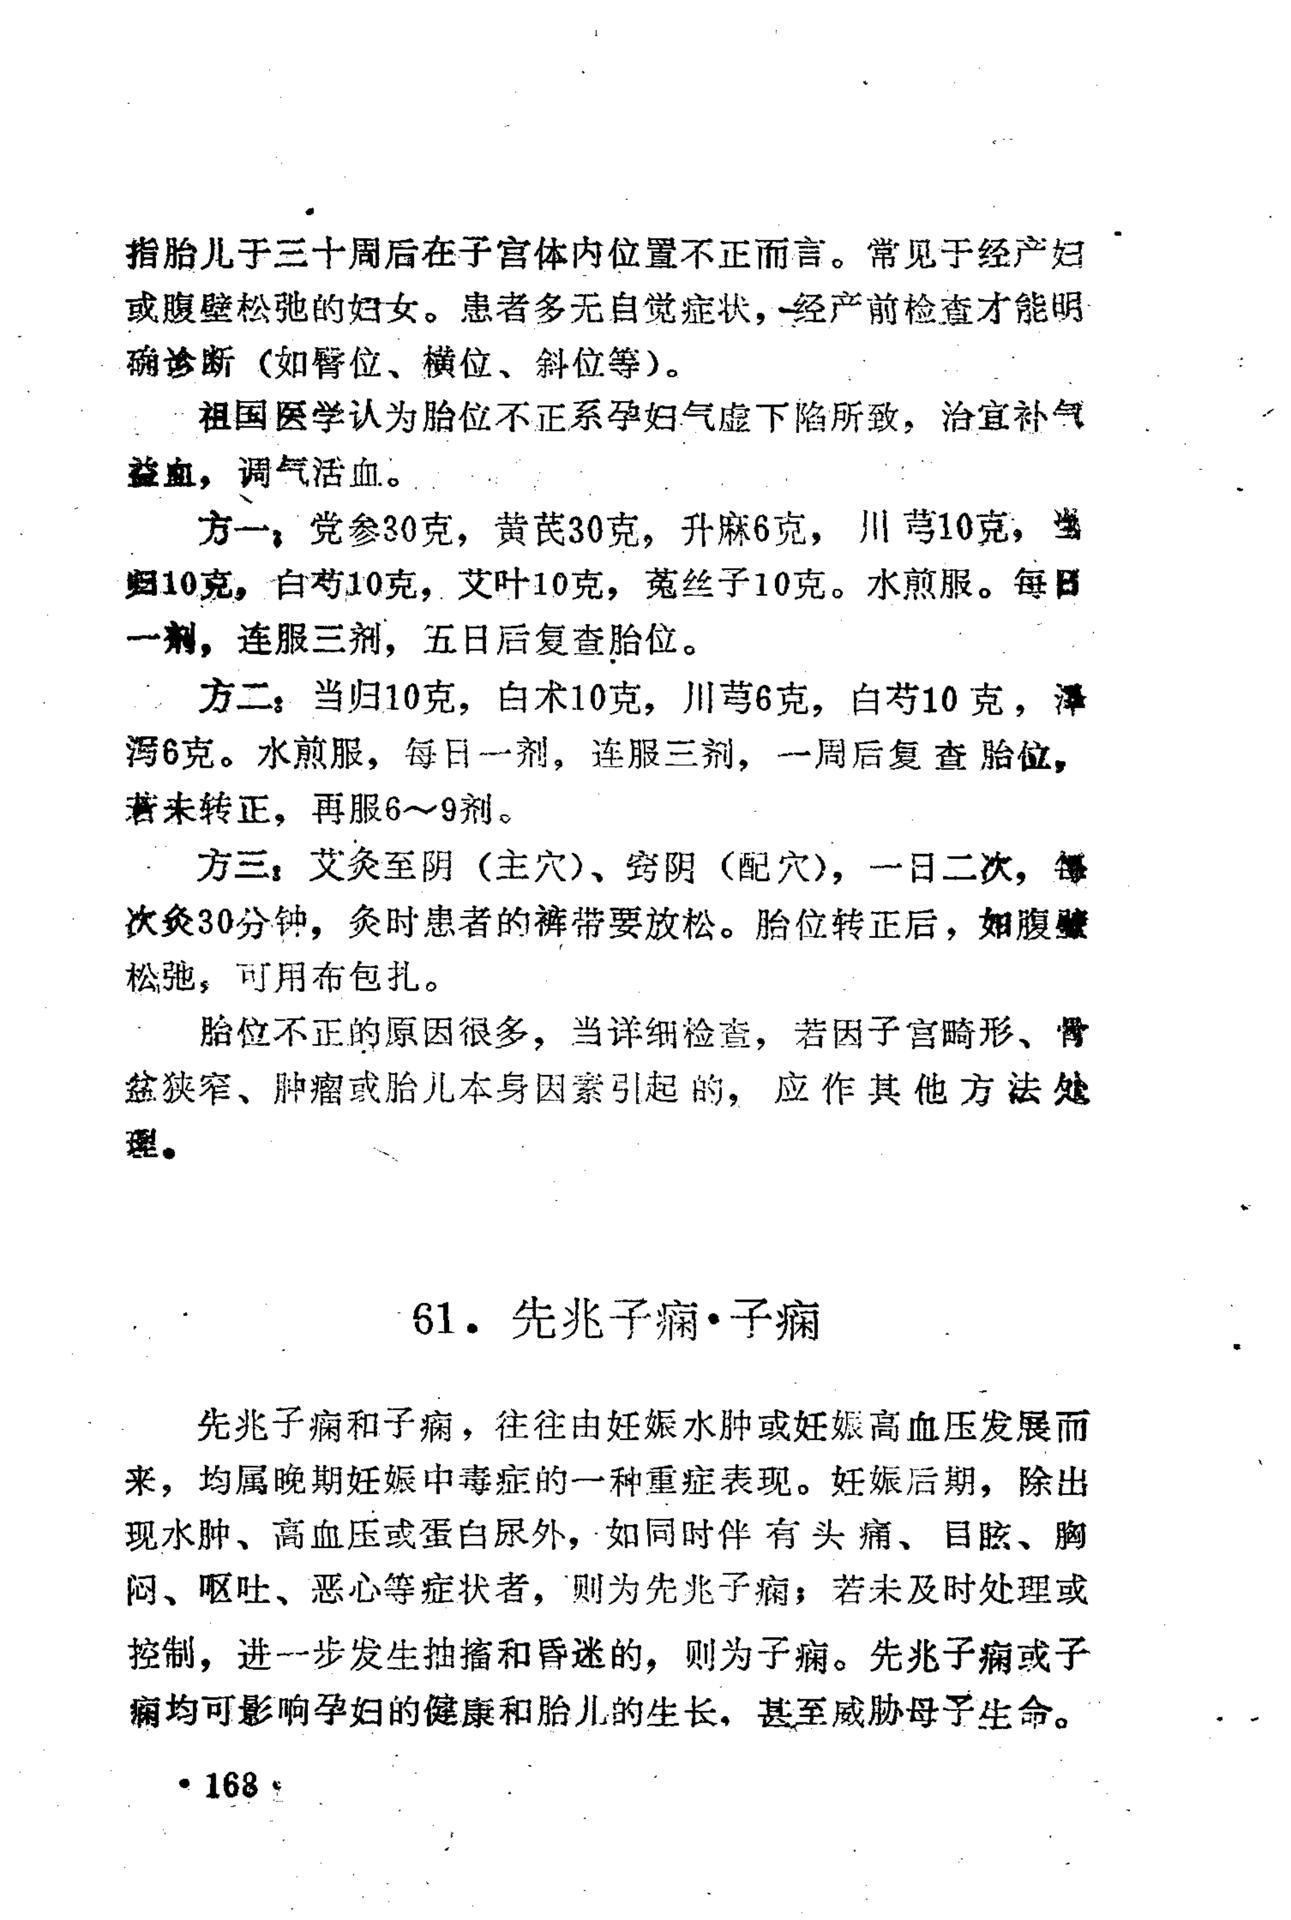 指胎儿于三十周后在子宫体内位置不正而言。常见于经产妇
或腹壁松弛的妇女。患者多无自觉症状，经产前检查才能明
确诊断（如臀位、横位、斜位等）。
祖国医学认为胎位不正系孕妇气虚下陷所致，治宜补气
益血，调气活血。
方一：党参30克，黄芪30克，升麻6克，川芎10克，当
归10克，白芍10克，艾叶10克，菟丝子10克。水煎服。每日
一剂，连服三剂，五日后复查胎位。
方二：当归10克，白术10克，川芎6克，白芍10克，泽
泻6克。水煎服，每日一剂，连服三剂，一周后复查胎位，
若未转正，再服6～9剂。
方三：艾灸至阴（主穴）、窍阴（配穴），一日二次，每
次灸30分钟，灸时患者的裤带要放松。胎位转正后，如腹壁
松弛，可用布包扎。
胎位不正的原因很多，当详细检查，若因子宫畸形、骨
盆狭窄、肿瘤或胎儿本身因素引起的，应作其他方法处
理。
61．先兆子痫·子痫
先兆子痫和子痫，往往由妊娠水肿或妊娠高血压发展而
来，均属晚期妊娠中毒症的一种重症表现。妊娠后期，除出
现水肿、高血压或蛋白尿外，如同时伴有头痛、目眩、胸
闷、呕吐、恶心等症状者，则为先兆子痫；若未及时处理或
控制，进一步发生抽搐和昏迷的，则为子痫。先兆子痫或子
痫均可影响孕妇的健康和胎儿的生长，甚至威胁母子生命。
·168·